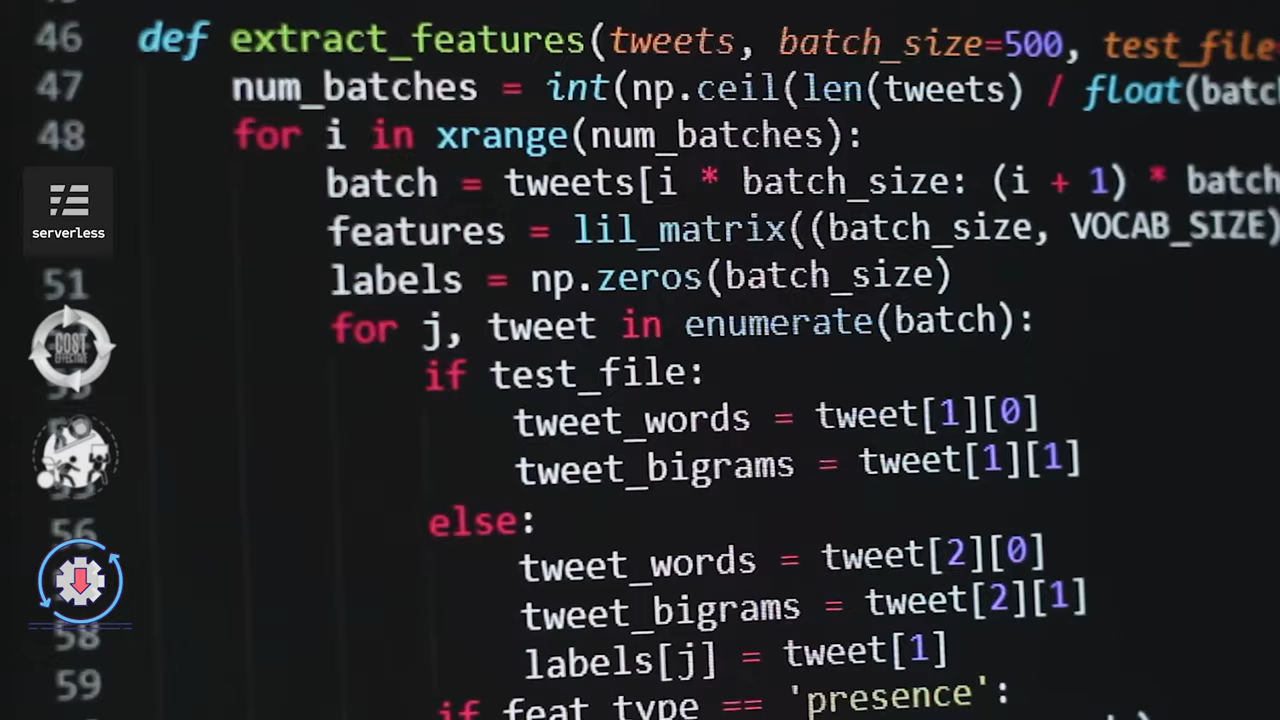 46 def extract_features(tweets, batch_size=500, test_file
47 num_batches = int(np.ceil(len(tweets) / float(batc
48 for i in xrange(num_batches):
batch = tweets[i * batch_size: (i + 1) * batch
serverless
features = lil_matrix((batch_size, VOCAB_SIZE)
51 labels = np.zeros(batch_size)
for j, tweet in enumerate(batch):
COST
EFFECTIVE
if test_file:
tweet_words = tweet[1][0]
tweet_bigrams = tweet[1][1]
56 else:
tweet_words = tweet[2][0]
58 tweet_bigrams = tweet[2][1]
59 labels[j] = tweet[1]
if feat_type == 'presence':